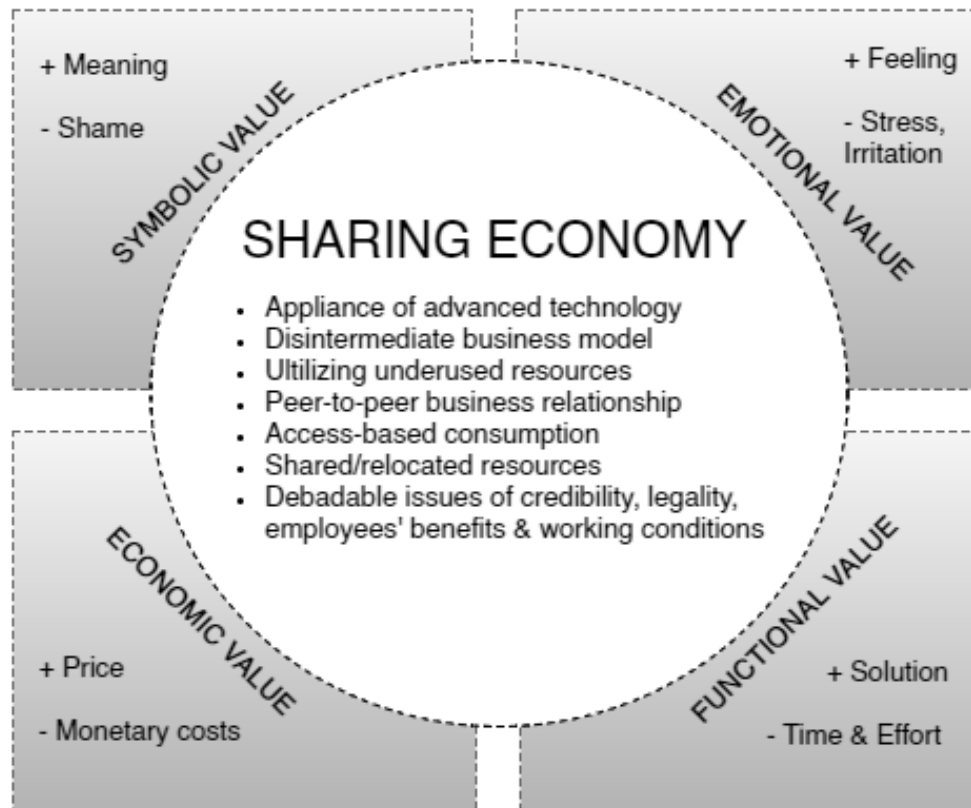 + Meaning
- Shame
SYMBOLIC VALUE
+ Feeling
- Stress,
Irritation
EMOTIONAL VALUE
SHARING ECONOMY
• Appliance of advanced technology
• Disintermediate business model
• Ultilizing underused resources
• Peer-to-peer business relationship
• Access-based consumption
• Shared/relocated resources
• Debadable issues of credibility, legality,
employees' benefits & working conditions
ECONOMIC VALUE
+ Price
- Monetary costs
FUNCTIONAL VALUE
+ Solution
- Time & Effort